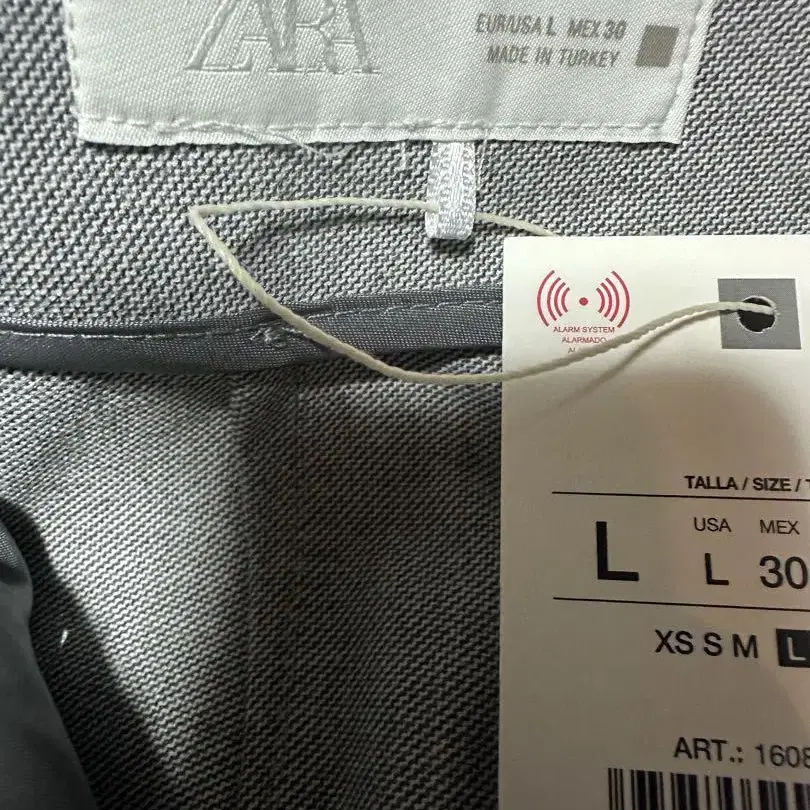 ZARA
EUR/USA L MEX 30
MADE IN TURKEY
ALARM SYSTEM
ALARMADO
TALLA / SIZE /
USA MEX
L L 30
XS S M L
ART.: 1608